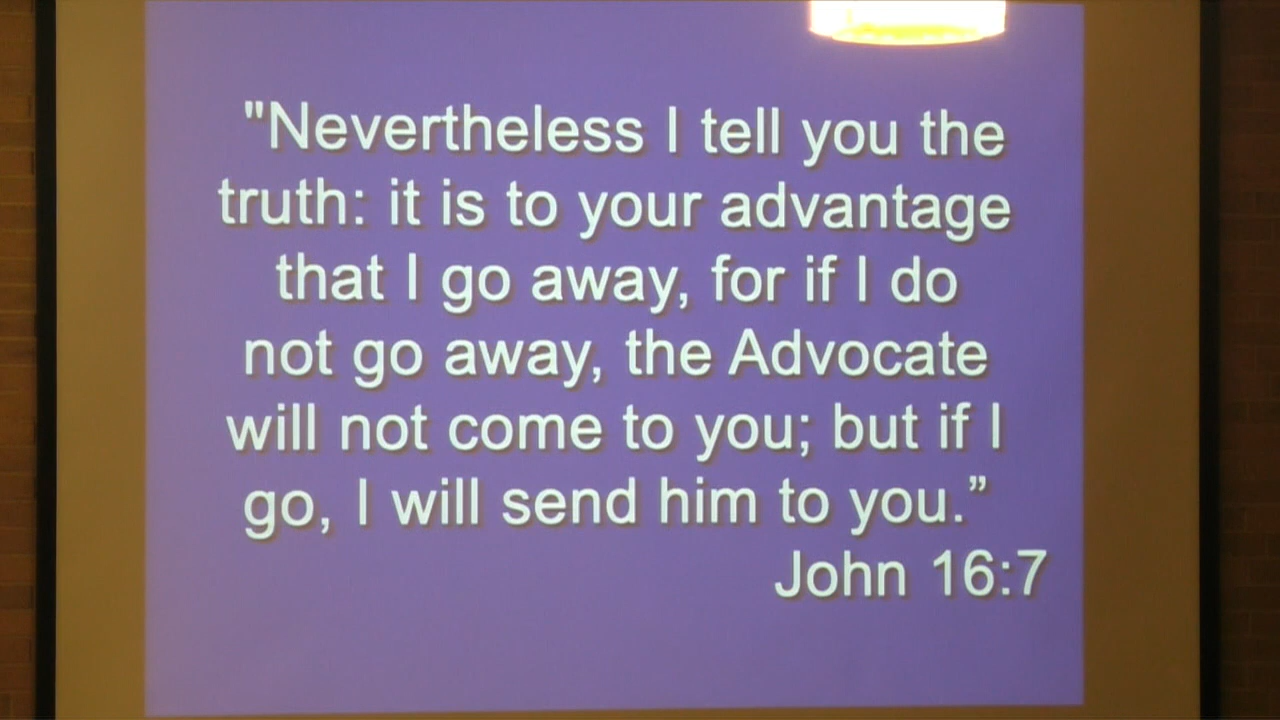 "Nevertheless I tell you the
truth: it is to your advantage
that I go away, for if I do
not go away, the Advocate
will not come to you; but if I
go, I will send him to you.”
John 16:7